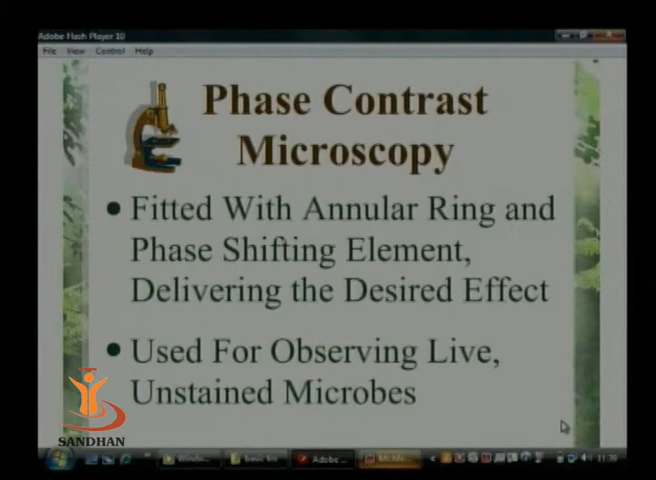 Adobe Flash Player 10
File View Control Help
Phase Contrast
Microscopy
• Fitted With Annular Ring and
Phase Shifting Element,
Delivering the Desired Effect
• Used For Observing Live,
Unstained Microbes
SANDHAN
Adobe ...